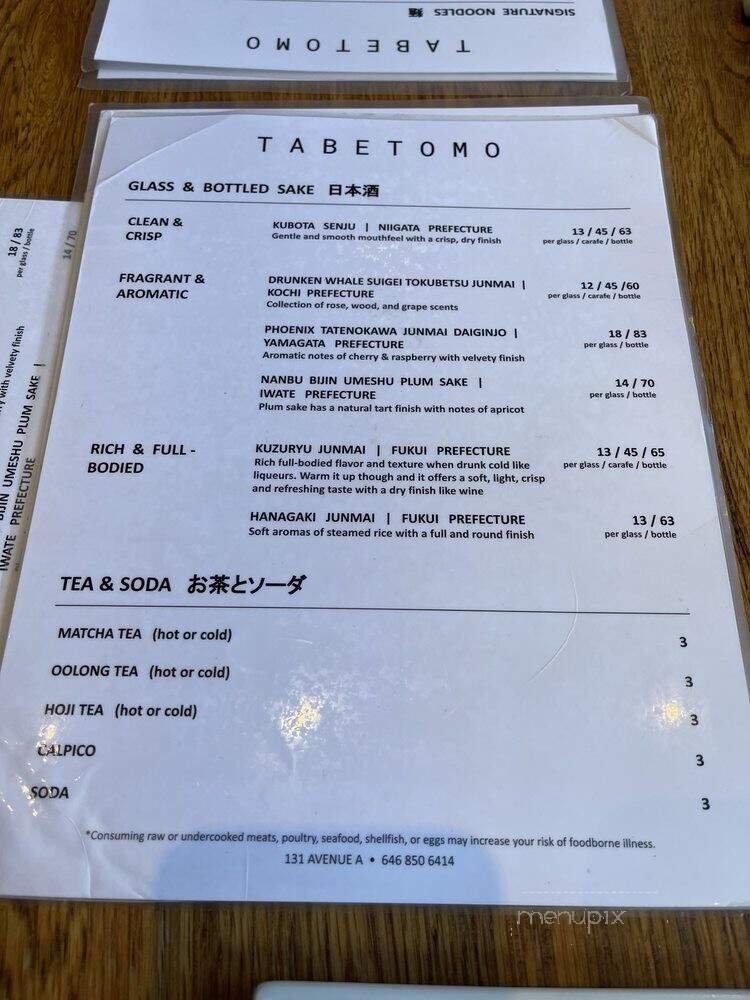 SIGNATURE NOODLES 麺
TABETOMO
TABETOMO
GLASS & BOTTLED SAKE 日本酒
CLEAN &
CRISP
KUBOTA SENJU | NIIGATA PREFECTURE
Gentle and smooth mouthfeel with a crisp, dry finish
13 / 45 / 63
per glass / carafe / bottle
FRAGRANT &
AROMATIC
DRUNKEN WHALE SUIGEI TOKUBETSU JUNMAI |
KOCHI PREFECTURE
Collection of rose, wood, and grape scents
12 / 45 /60
per glass / carafe / bottle
PHOENIX TATENOKAWA JUNMAI DAIGINJO |
YAMAGATA PREFECTURE
Aromatic notes of cherry & raspberry with velvety finish
18 / 83
per glass / bottle
NANBU BIJIN UMESHU PLUM SAKE |
IWATE PREFECTURE
Plum sake has a natural tart finish with notes of apricot
14 / 70
per glass / bottle
RICH & FULL -
BODIED
KUZURYU JUNMAI | FUKUI PREFECTURE
Rich full-bodied flavor and texture when drunk cold like
liqueurs. Warm it up though and it offers a soft, light, crisp
and refreshing taste with a dry finish like wine
13 / 45 / 65
per glass / carafe / bottle
HANAGAKI JUNMAI | FUKUI PREFECTURE
Soft aromas of steamed rice with a full and round finish
13 / 63
per glass / bottle
TEA & SODA お茶とソーダ
MATCHA TEA (hot or cold) 3
OOLONG TEA (hot or cold) 3
HOJI TEA (hot or cold) 3
CALPICO 3
SODA 3
*Consuming raw or undercooked meats, poultry, seafood, shellfish, or eggs may increase your risk of foodborne illness.
131 AVENUE A • 646 850 6414
18 / 83
per glass / bottle
14 / 70
with velvety finish
BIJIN UMESHU PLUM SAKE |
IWATE PREFECTURE
menupix